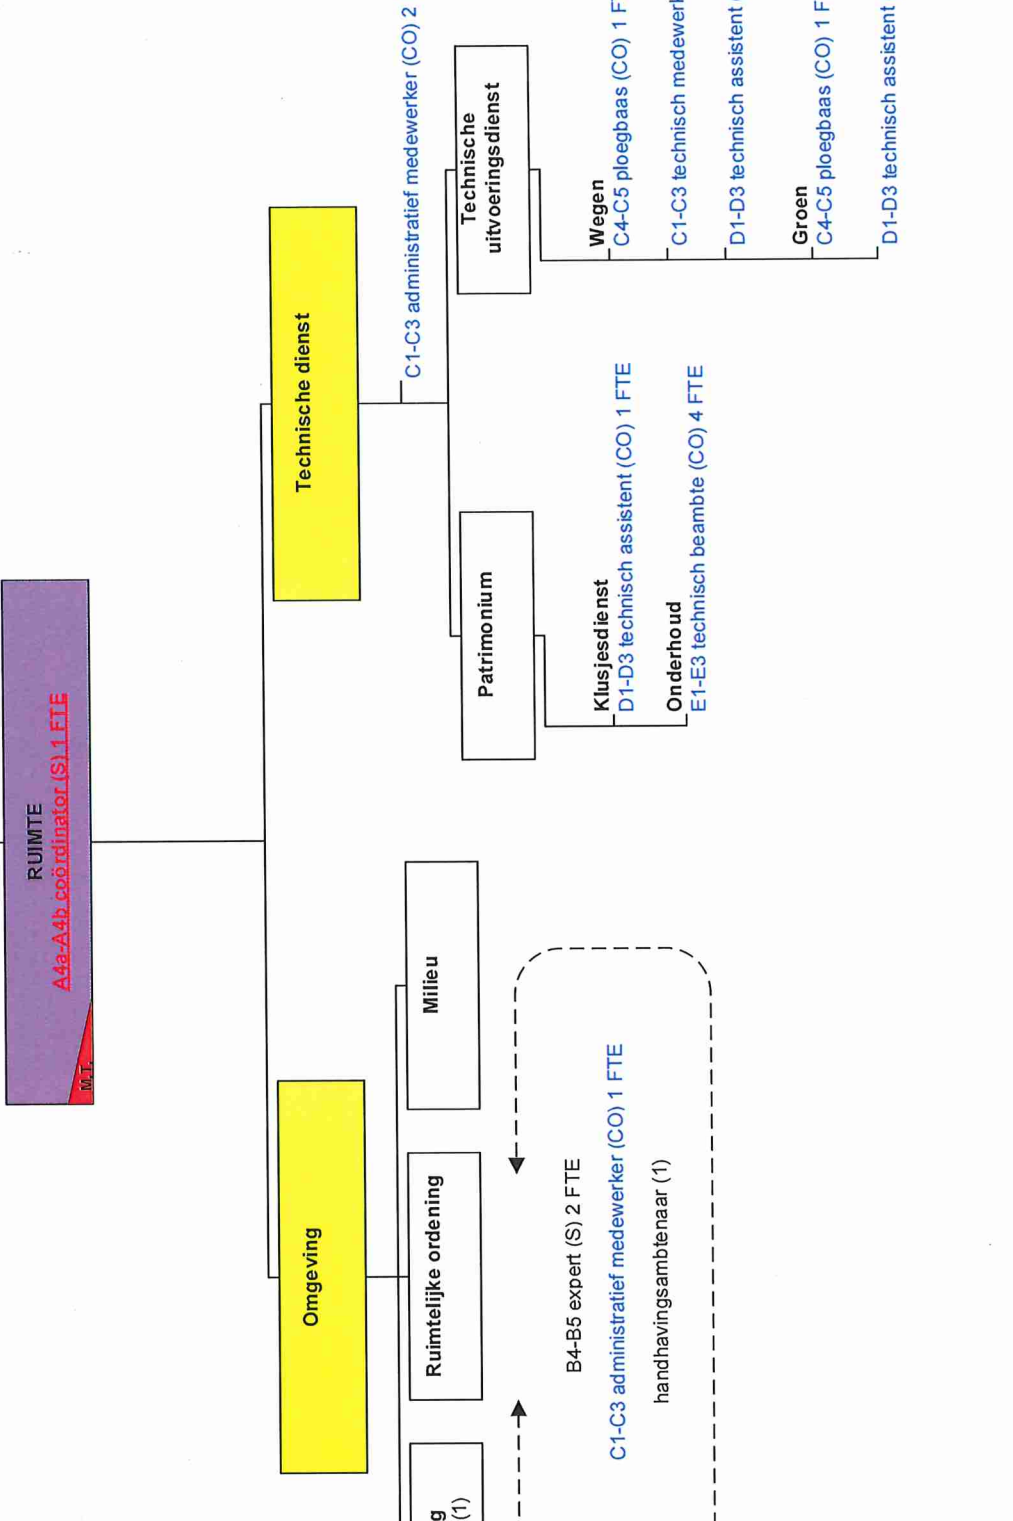 RUIMTE
A4a-A4b coördinator (S) 1 FTE
M.T.
Omgeving
Technische dienst
C1-C3 administratief medewerker (CO) 2
g
(1)
Ruimtelijke ordening
Milieu
Patrimonium
Technische
uitvoeringsdienst
B4-B5 expert (S) 2 FTE
C1-C3 administratief medewerker (CO) 1 FTE
handhavingsambtenaar (1)
Klusjesdienst
D1-D3 technisch assistent (CO) 1 FTE
Onderhoud
E1-E3 technisch beambte (CO) 4 FTE
Wegen
C4-C5 ploegbaas (CO) 1 F
C1-C3 technisch medewer
D1-D3 technisch assistent
Groen
C4-C5 ploegbaas (CO) 1 F
D1-D3 technisch assistent